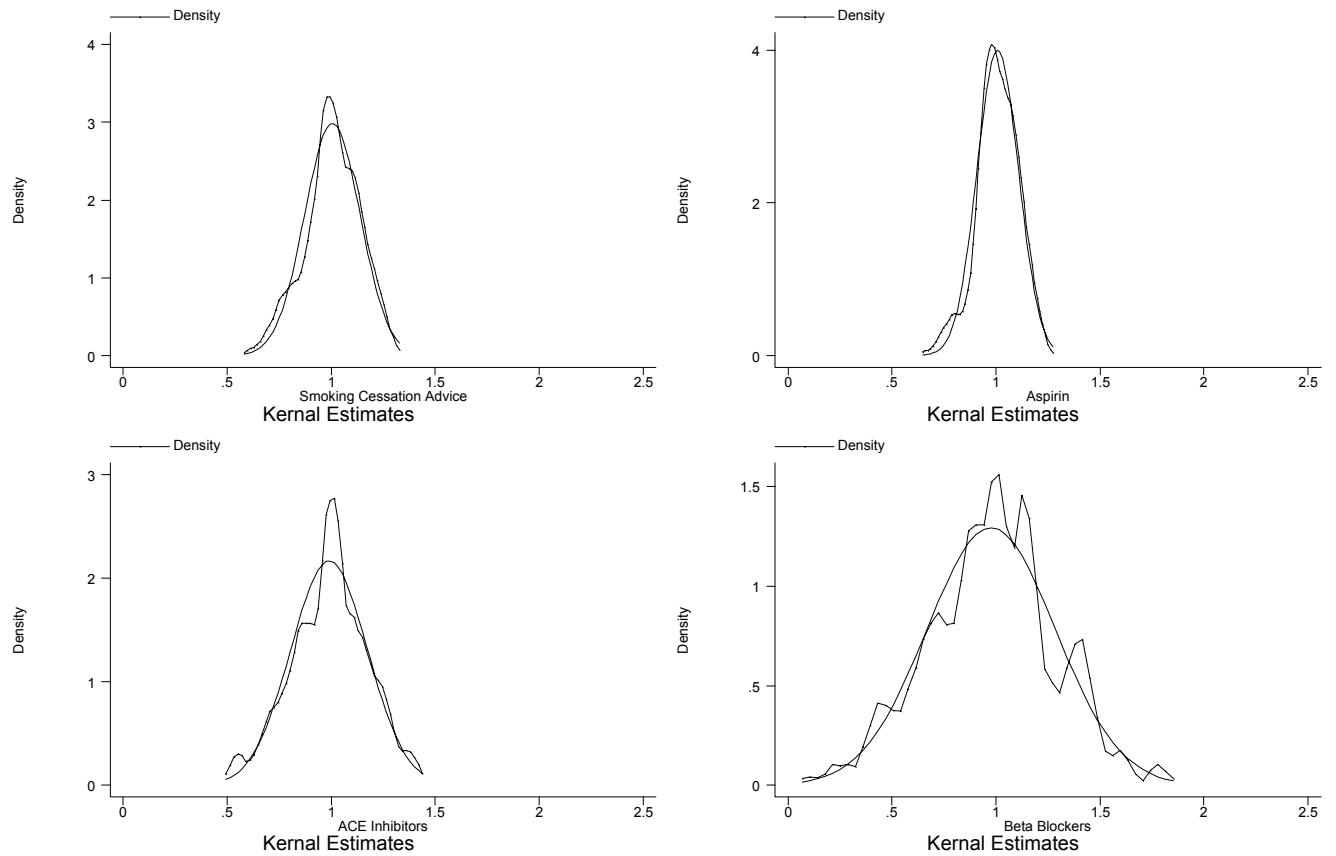 Density
4
3
2
1
0
Density
0 .5 1 1.5 2 2.5
Smoking Cessation Advice
Kernal Estimates
Density
4
2
0
Density
0 .5 1 1.5 2 2.5
Aspirin
Kernal Estimates
Density
3
2
1
0
Density
0 .5 1 1.5 2 2.5
ACE Inhibitors
Kernal Estimates
Density
1.5
1
.5
0
Density
0 .5 1 1.5 2 2.5
Beta Blockers
Kernal Estimates